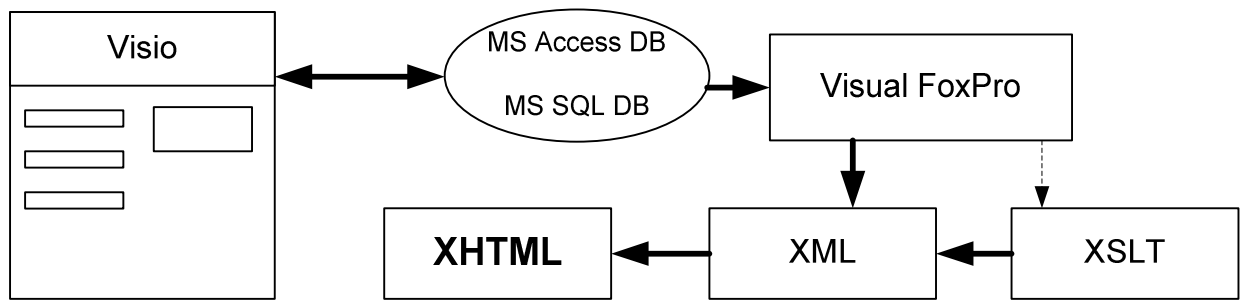 Visio
MS Access DB
MS SQL DB
Visual FoxPro
XHTML
XML
XSLT